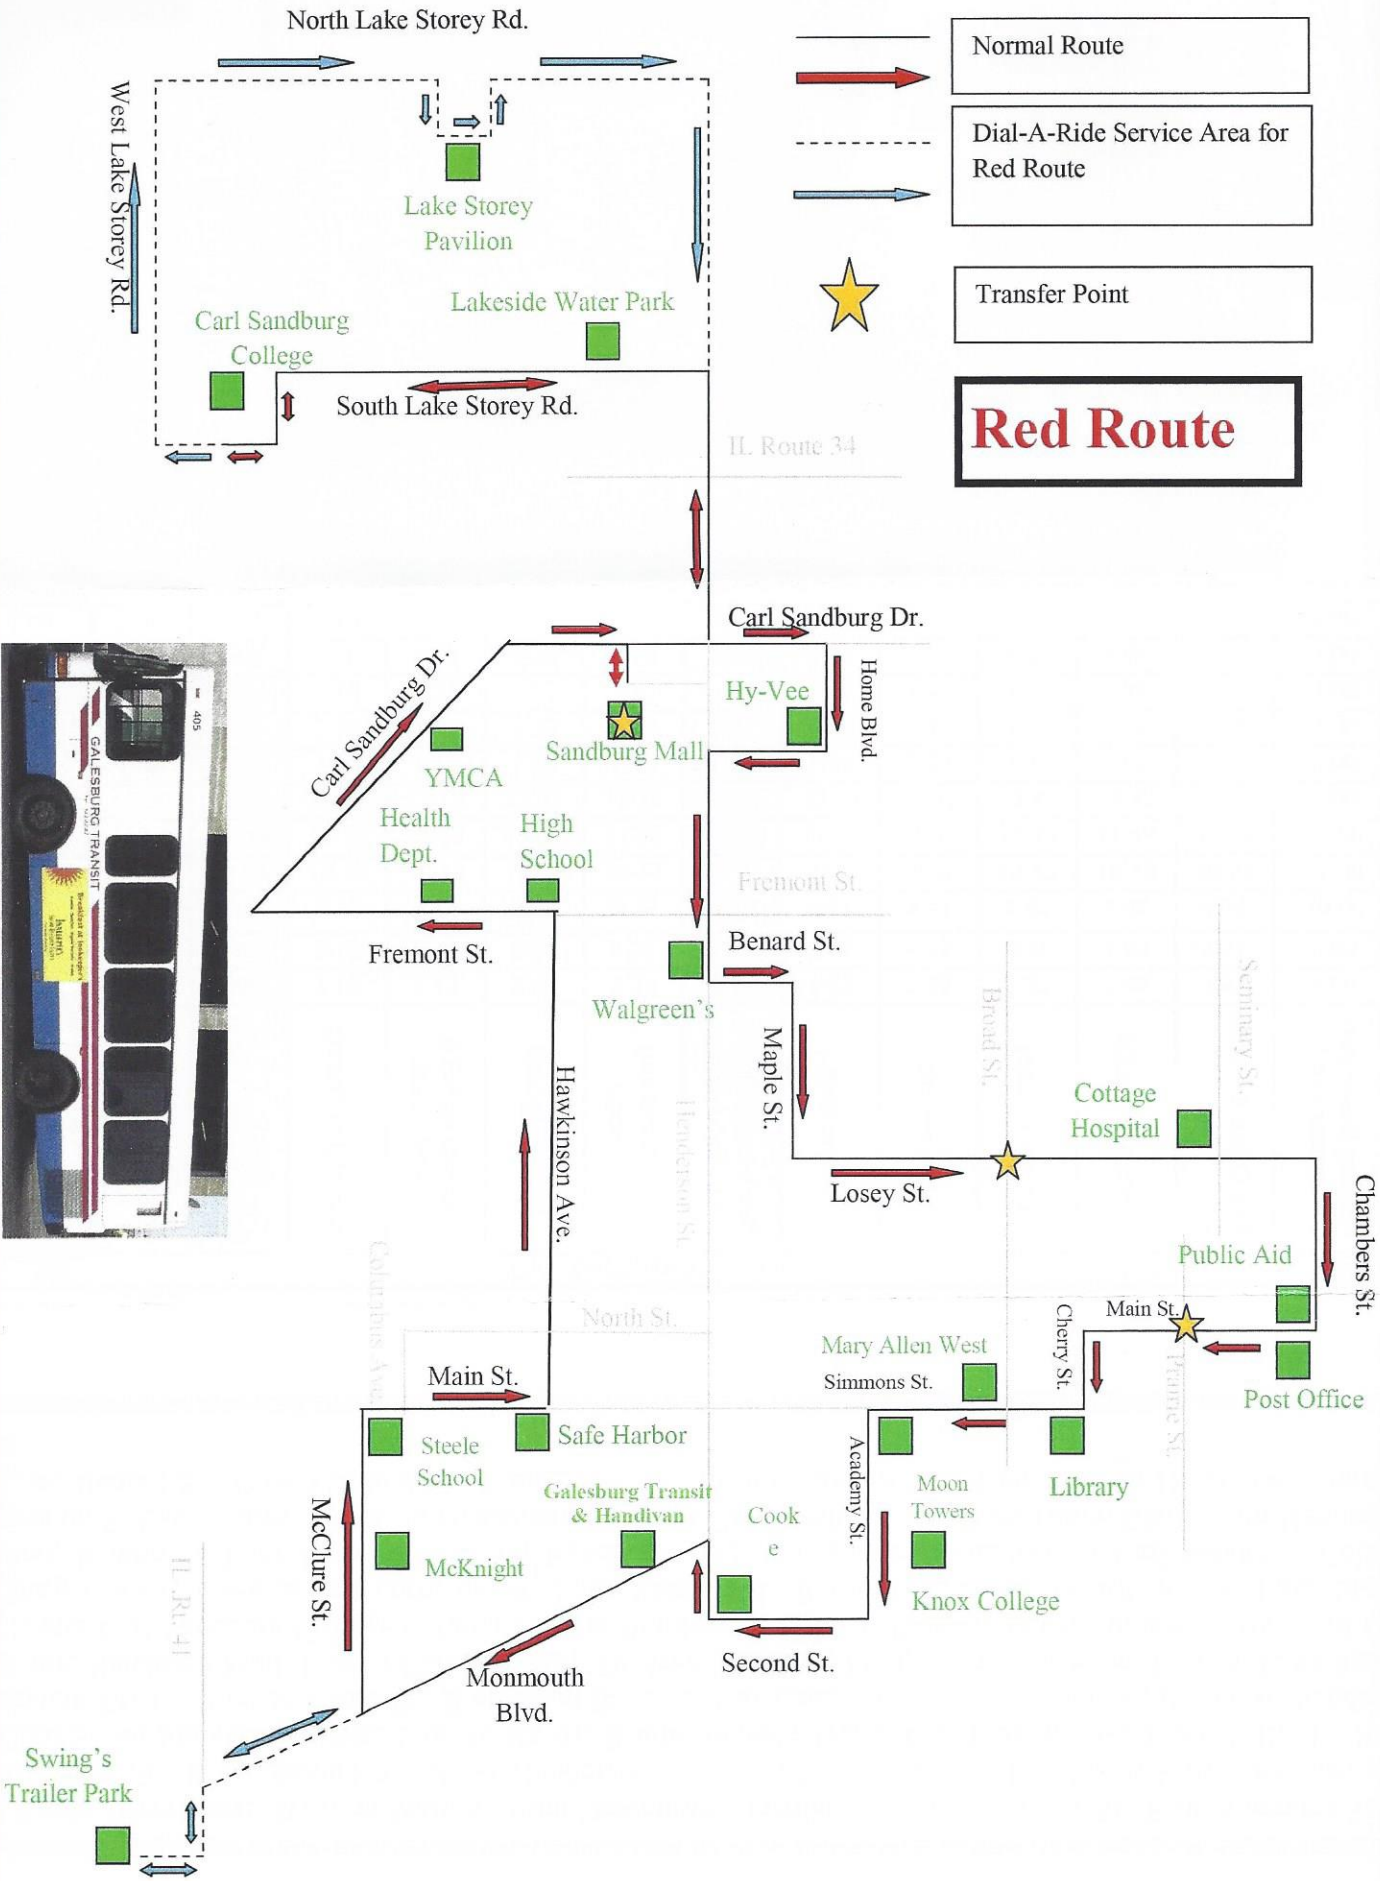 North Lake Storey Rd.
Normal Route
Dial-A-Ride Service Area for
Red Route
West Lake Storey Rd.
Lake Storey
Pavilion
Transfer Point
Lakeside Water Park
Carl Sandburg
College
South Lake Storey Rd.
Red Route
IL Route 34
Carl Sandburg Dr.
Carl Sandburg Dr.
Home Blvd.
Hy-Vee
Sandburg Mall
YMCA
405
GALESBURG TRANSIT
Health
Dept.
High
School
Fremont St.
Fremont St.
Benard St.
Walgreen's
Broad St.
Seminary St.
Maple St.
Hawkinson Ave.
Henderson St.
Cottage
Hospital
Losey St.
Chambers St.
Public Aid
Columbus Ave.
North St.
Main St.
Cherry St.
Prairie St.
Mary Allen West
Simmons St.
Post Office
Main St.
Steele
School
Safe Harbor
Academy St.
Moon
Towers
Library
Galesburg Transit
& Handivan
Cook
e
McClure St.
McKnight
Knox College
IL. Rt. 41
Second St.
Monmouth
Blvd.
Swing's
Trailer Park